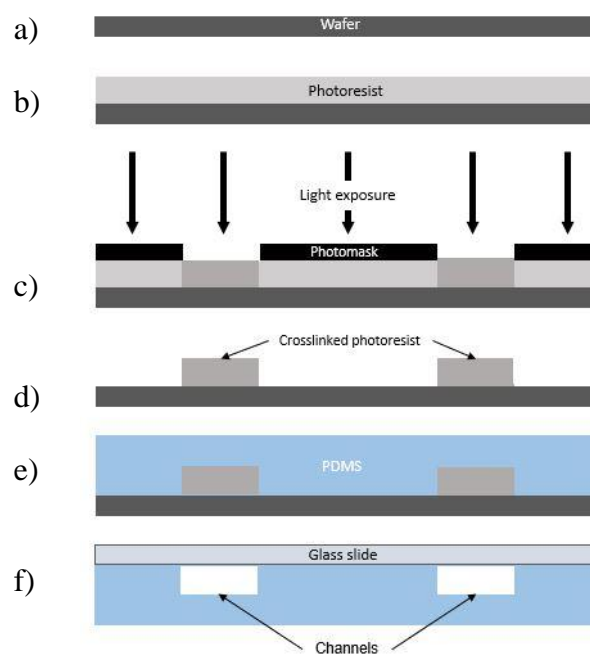 a)
Wafer
b)
Photoresist
Light exposure
Photomask
c)
Crosslinked photoresist
d)
e)
PDMS
Glass slide
f)
Channels